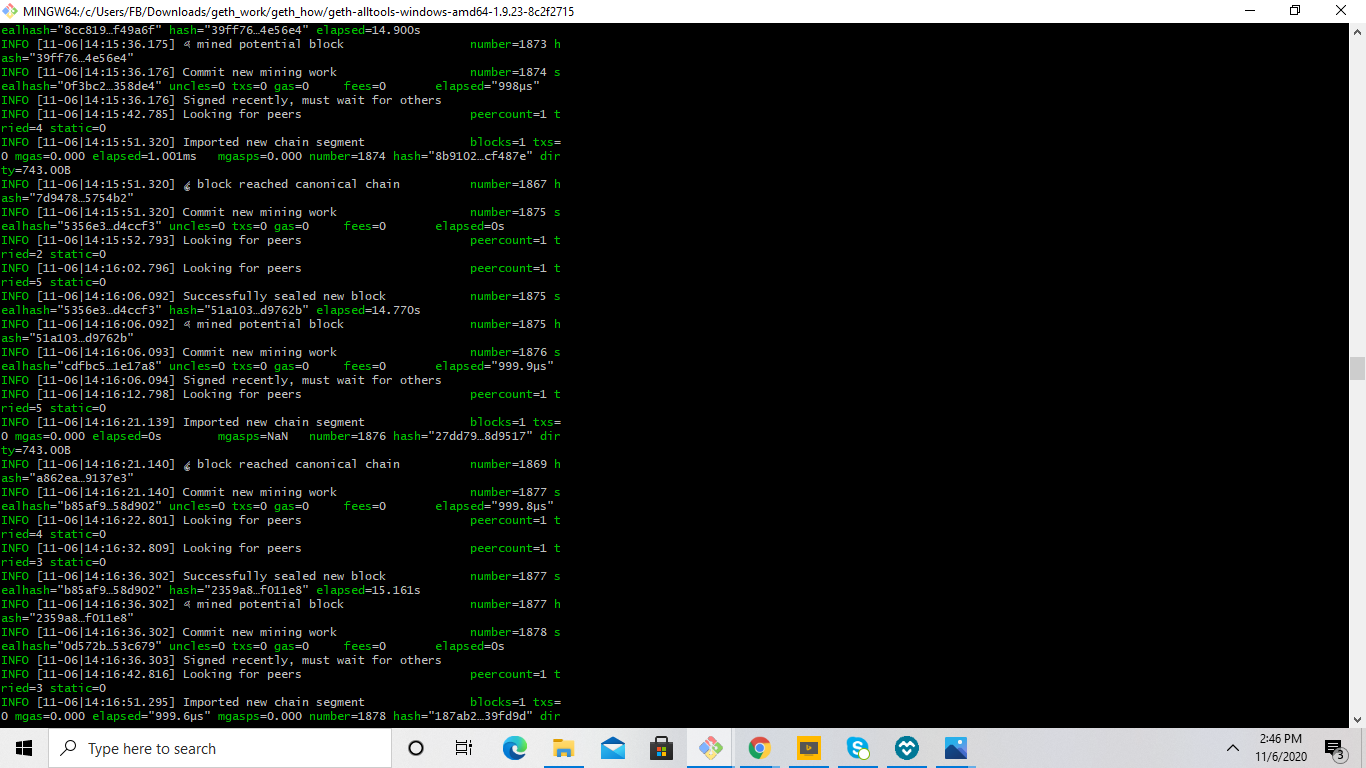 MINGW64:/c/Users/FB/Downloads/geth_work/geth_how/geth-alltools-windows-amd64-1.9.23-8c2f2715
ealhash="8cc819…f49a6f" hash="39ff76…4e56e4" elapsed=14.900s
INFO [11-06|14:15:36.175] mined potential block number=1873 h
ash="39ff76…4e56e4"
INFO [11-06|14:15:36.176] Commit new mining work number=1874 s
ealhash="0f3bc2…358de4" uncles=0 txs=0 gas=0 fees=0 elapsed="998µs"
INFO [11-06|14:15:36.176] Signed recently, must wait for others
INFO [11-06|14:15:42.785] Looking for peers peercount=1 t
ried=4 static=0
INFO [11-06|14:15:51.320] Imported new chain segment blocks=1 txs=
0 mgas=0.000 elapsed=1.001ms mgasps=0.000 number=1874 hash="8b9102…cf487e" dir
ty=743.00B
INFO [11-06|14:15:51.320] block reached canonical chain number=1867 h
ash="7d9478…5754b2"
INFO [11-06|14:15:51.320] Commit new mining work number=1875 s
ealhash="5356e3…d4ccf3" uncles=0 txs=0 gas=0 fees=0 elapsed=0s
INFO [11-06|14:15:52.793] Looking for peers peercount=1 t
ried=2 static=0
INFO [11-06|14:16:02.796] Looking for peers peercount=1 t
ried=5 static=0
INFO [11-06|14:16:06.092] Successfully sealed new block number=1875 s
ealhash="5356e3…d4ccf3" hash="51a103…d9762b" elapsed=14.770s
INFO [11-06|14:16:06.092] mined potential block number=1875 h
ash="51a103…d9762b"
INFO [11-06|14:16:06.093] Commit new mining work number=1876 s
ealhash="cdfbc5…1e17a8" uncles=0 txs=0 gas=0 fees=0 elapsed="999.9µs"
INFO [11-06|14:16:06.094] Signed recently, must wait for others
INFO [11-06|14:16:12.798] Looking for peers peercount=1 t
ried=5 static=0
INFO [11-06|14:16:21.139] Imported new chain segment blocks=1 txs=
0 mgas=0.000 elapsed=0s mgasps=NaN number=1876 hash="27dd79…8d9517" dir
ty=743.00B
INFO [11-06|14:16:21.140] block reached canonical chain number=1869 h
ash="a862ea…9137e3"
INFO [11-06|14:16:21.140] Commit new mining work number=1877 s
ealhash="b85af9…58d902" uncles=0 txs=0 gas=0 fees=0 elapsed="999.8µs"
INFO [11-06|14:16:22.801] Looking for peers peercount=1 t
ried=4 static=0
INFO [11-06|14:16:32.809] Looking for peers peercount=1 t
ried=3 static=0
INFO [11-06|14:16:36.302] Successfully sealed new block number=1877 s
ealhash="b85af9…58d902" hash="2359a8…f011e8" elapsed=15.161s
INFO [11-06|14:16:36.302] mined potential block number=1877 h
ash="2359a8…f011e8"
INFO [11-06|14:16:36.302] Commit new mining work number=1878 s
ealhash="0d572b…53c679" uncles=0 txs=0 gas=0 fees=0 elapsed=0s
INFO [11-06|14:16:36.303] Signed recently, must wait for others
INFO [11-06|14:16:42.816] Looking for peers peercount=1 t
ried=3 static=0
INFO [11-06|14:16:51.295] Imported new chain segment blocks=1 txs=
0 mgas=0.000 elapsed="999.6µs" mgasps=0.000 number=1878 hash="187ab2…39fd9d" dir
Type here to search
2:46 PM
11/6/2020
3